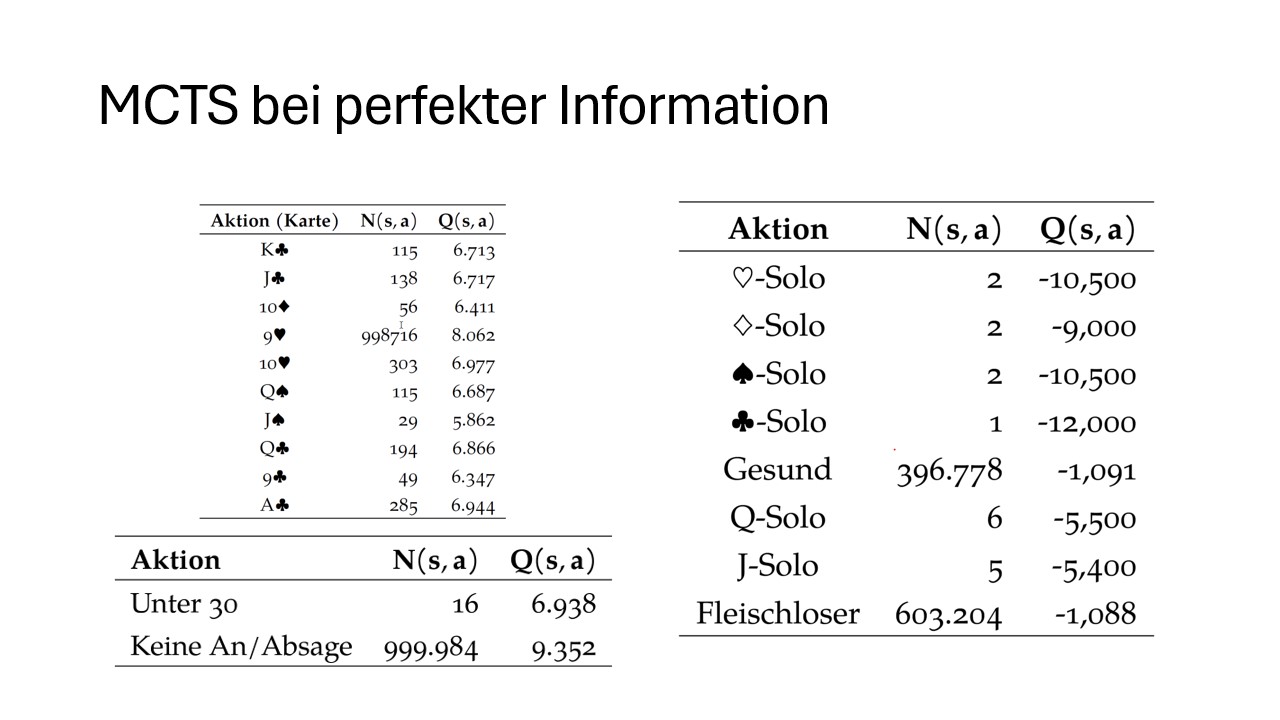 MCTS bei perfekter Information
Aktion (Karte) N(s, a) Q(s, a)
K♣ 115 6.713
J♣ 138 6.717
10♦ 56 6.411
9♥ 998716 8.062
10♥ 303 6.977
Q♠ 115 6.687
J♠ 29 5.862
Q♣ 194 6.866
9♣ 49 6.347
A♣ 285 6.944
Aktion N(s, a) Q(s, a)
Unter 30 16 6.938
Keine An/Absage 999.984 9.352
Aktion N(s, a) Q(s, a)
♡-Solo 2 -10,500
♢-Solo 2 -9,000
♠-Solo 2 -10,500
♣-Solo 1 -12,000
Gesund 396.778 -1,091
Q-Solo 6 -5,500
J-Solo 5 -5,400
Fleischloser 603.204 -1,088